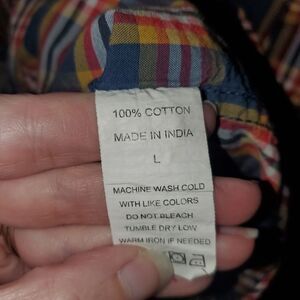 100% COTTON
MADE IN INDIA
L
MACHINE WASH COLD
WITH LIKE COLORS
DO NOT BLEACH
TUMBLE DRY LOW
WARM IRON IF NEEDED